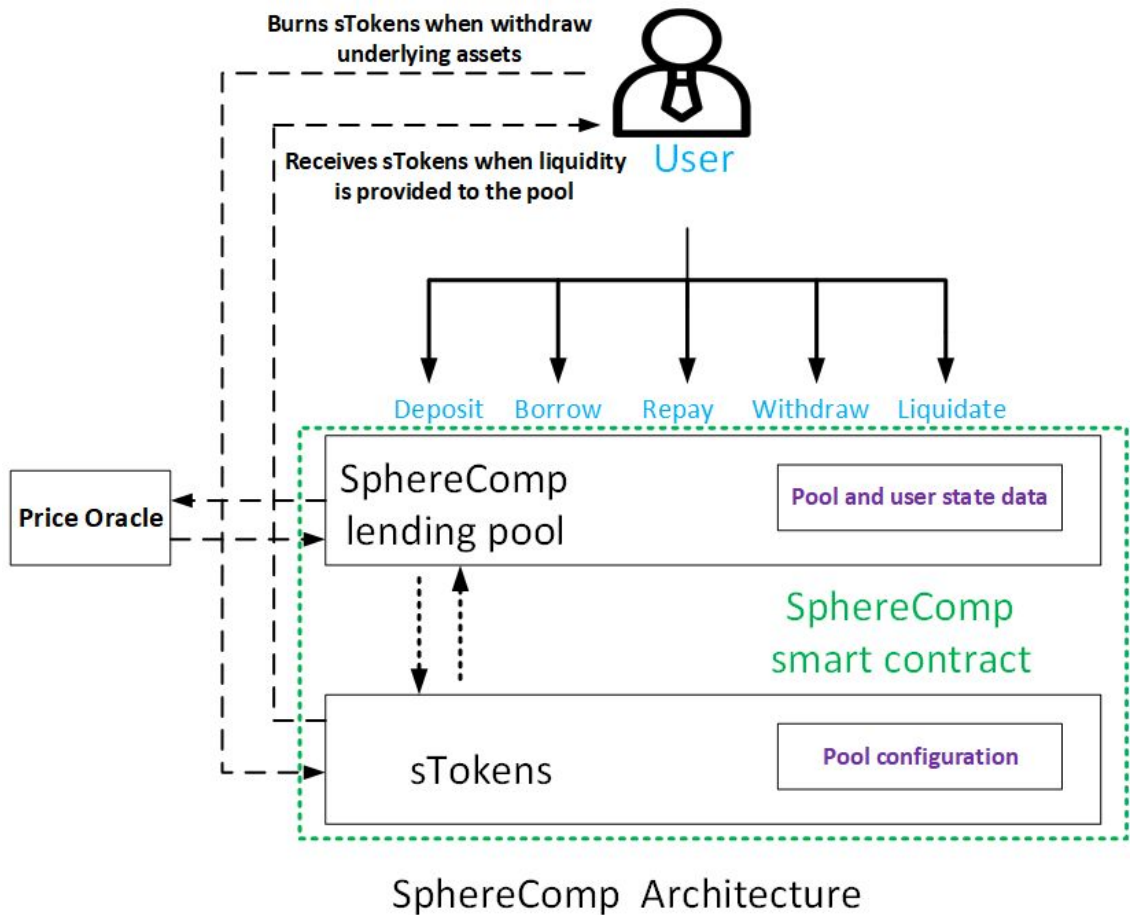 Burns sTokens when withdraw
underlying assets
Receives sTokens when liquidity
is provided to the pool
User
Deposit Borrow Repay Withdraw Liquidate
Price Oracle
SphereComp
lending pool
Pool and user state data
SphereComp
smart contract
sTokens
Pool configuration
SphereComp Architecture